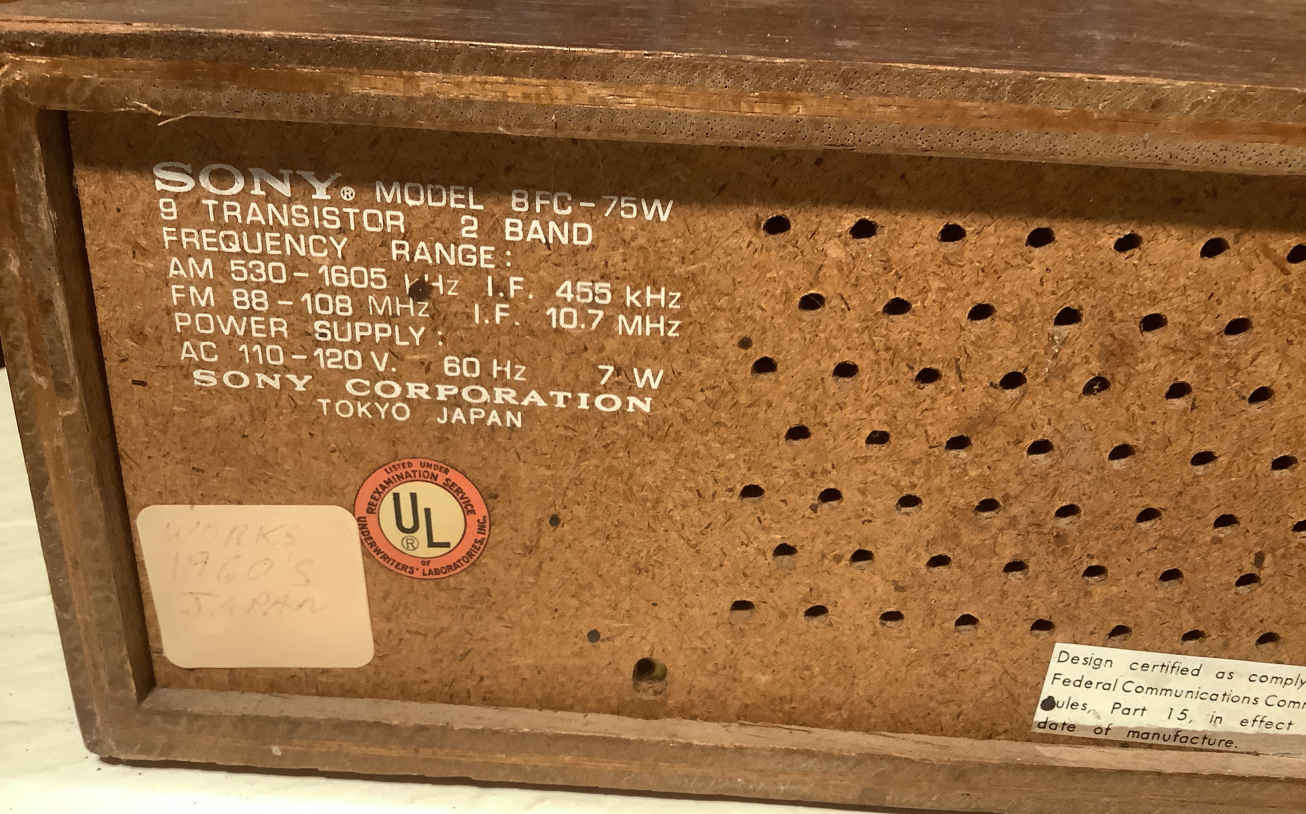 SONY® MODEL 8FC-75W
9 TRANSISTOR 2 BAND
FREQUENCY RANGE:
AM 530-1605 kHz I.F. 455 kHz
FM 88-108 MHz I.F. 10.7 MHz
POWER SUPPLY:
AC 110-120 V. 60 Hz 7 W
SONY CORPORATION
TOKYO JAPAN
LISTED UNDER
REEXAMINATION SERVICE
UL®
OF
UNDERWRITERS' LABORATORIES, INC.
WORKS
1960S
JAPAN
Design certified as comply
Federal Communications Comm
ules, Part 15, in effect
date of manufacture.